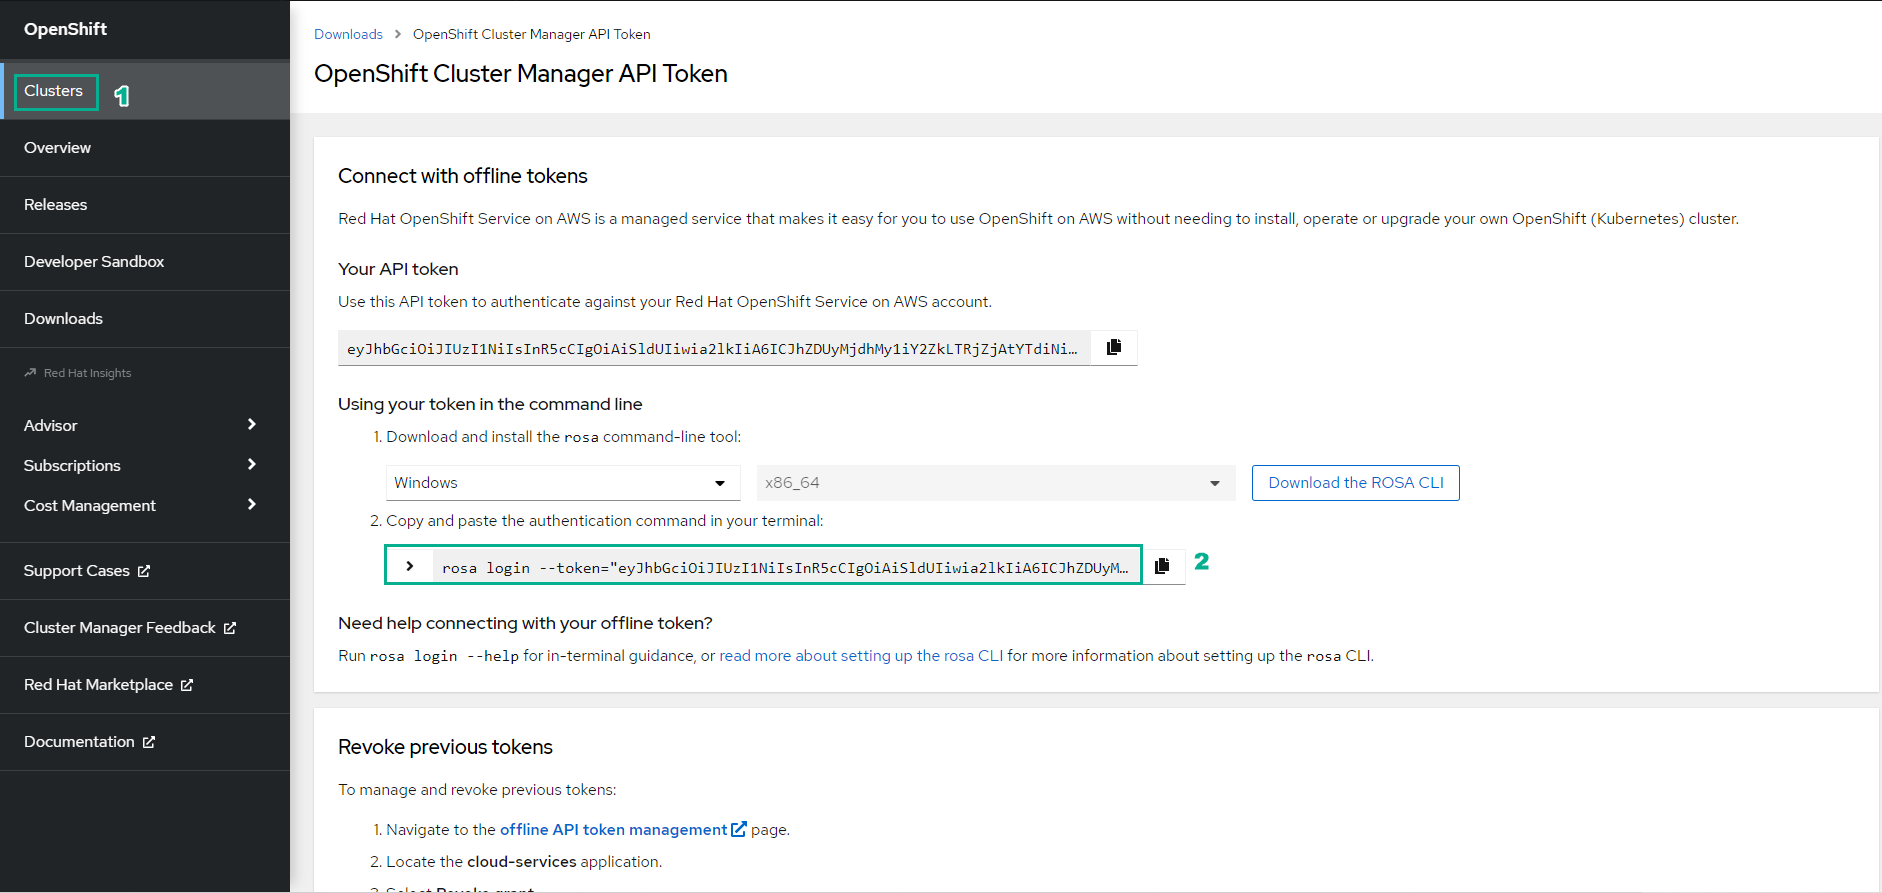 OpenShift
Clusters
1
Overview
Releases
Developer Sandbox
Downloads
Red Hat Insights
Advisor
Subscriptions
Cost Management
Support Cases
Cluster Manager Feedback
Red Hat Marketplace
Documentation
Downloads > OpenShift Cluster Manager API Token
OpenShift Cluster Manager API Token
Connect with offline tokens
Red Hat OpenShift Service on AWS is a managed service that makes it easy for you to use OpenShift on AWS without needing to install, operate or upgrade your own OpenShift (Kubernetes) cluster.
Your API token
Use this API token to authenticate against your Red Hat OpenShift Service on AWS account.
eyJhbGciOiJIUzI1NiIsInR5cCIgOiAiSldUIiwia2lkIiA6ICJhZDUyMjdhMy1iY2ZkLTRjZjAtYTdiNi...
Using your token in the command line
1. Download and install the rosa command-line tool:
Windows
x86_64
Download the ROSA CLI
2. Copy and paste the authentication command in your terminal:
rosa login --token="eyJhbGciOiJIUzI1NiIsInR5cCIgOiAiSldUIiwia2lkIiA6ICJhZDUyM...
2
Need help connecting with your offline token?
Run rosa login --help for in-terminal guidance, or read more about setting up the rosa CLI for more information about setting up the rosa CLI.
Revoke previous tokens
To manage and revoke previous tokens:
1. Navigate to the offline API token management page.
2. Locate the cloud-services application.
3. Select Revoke grant